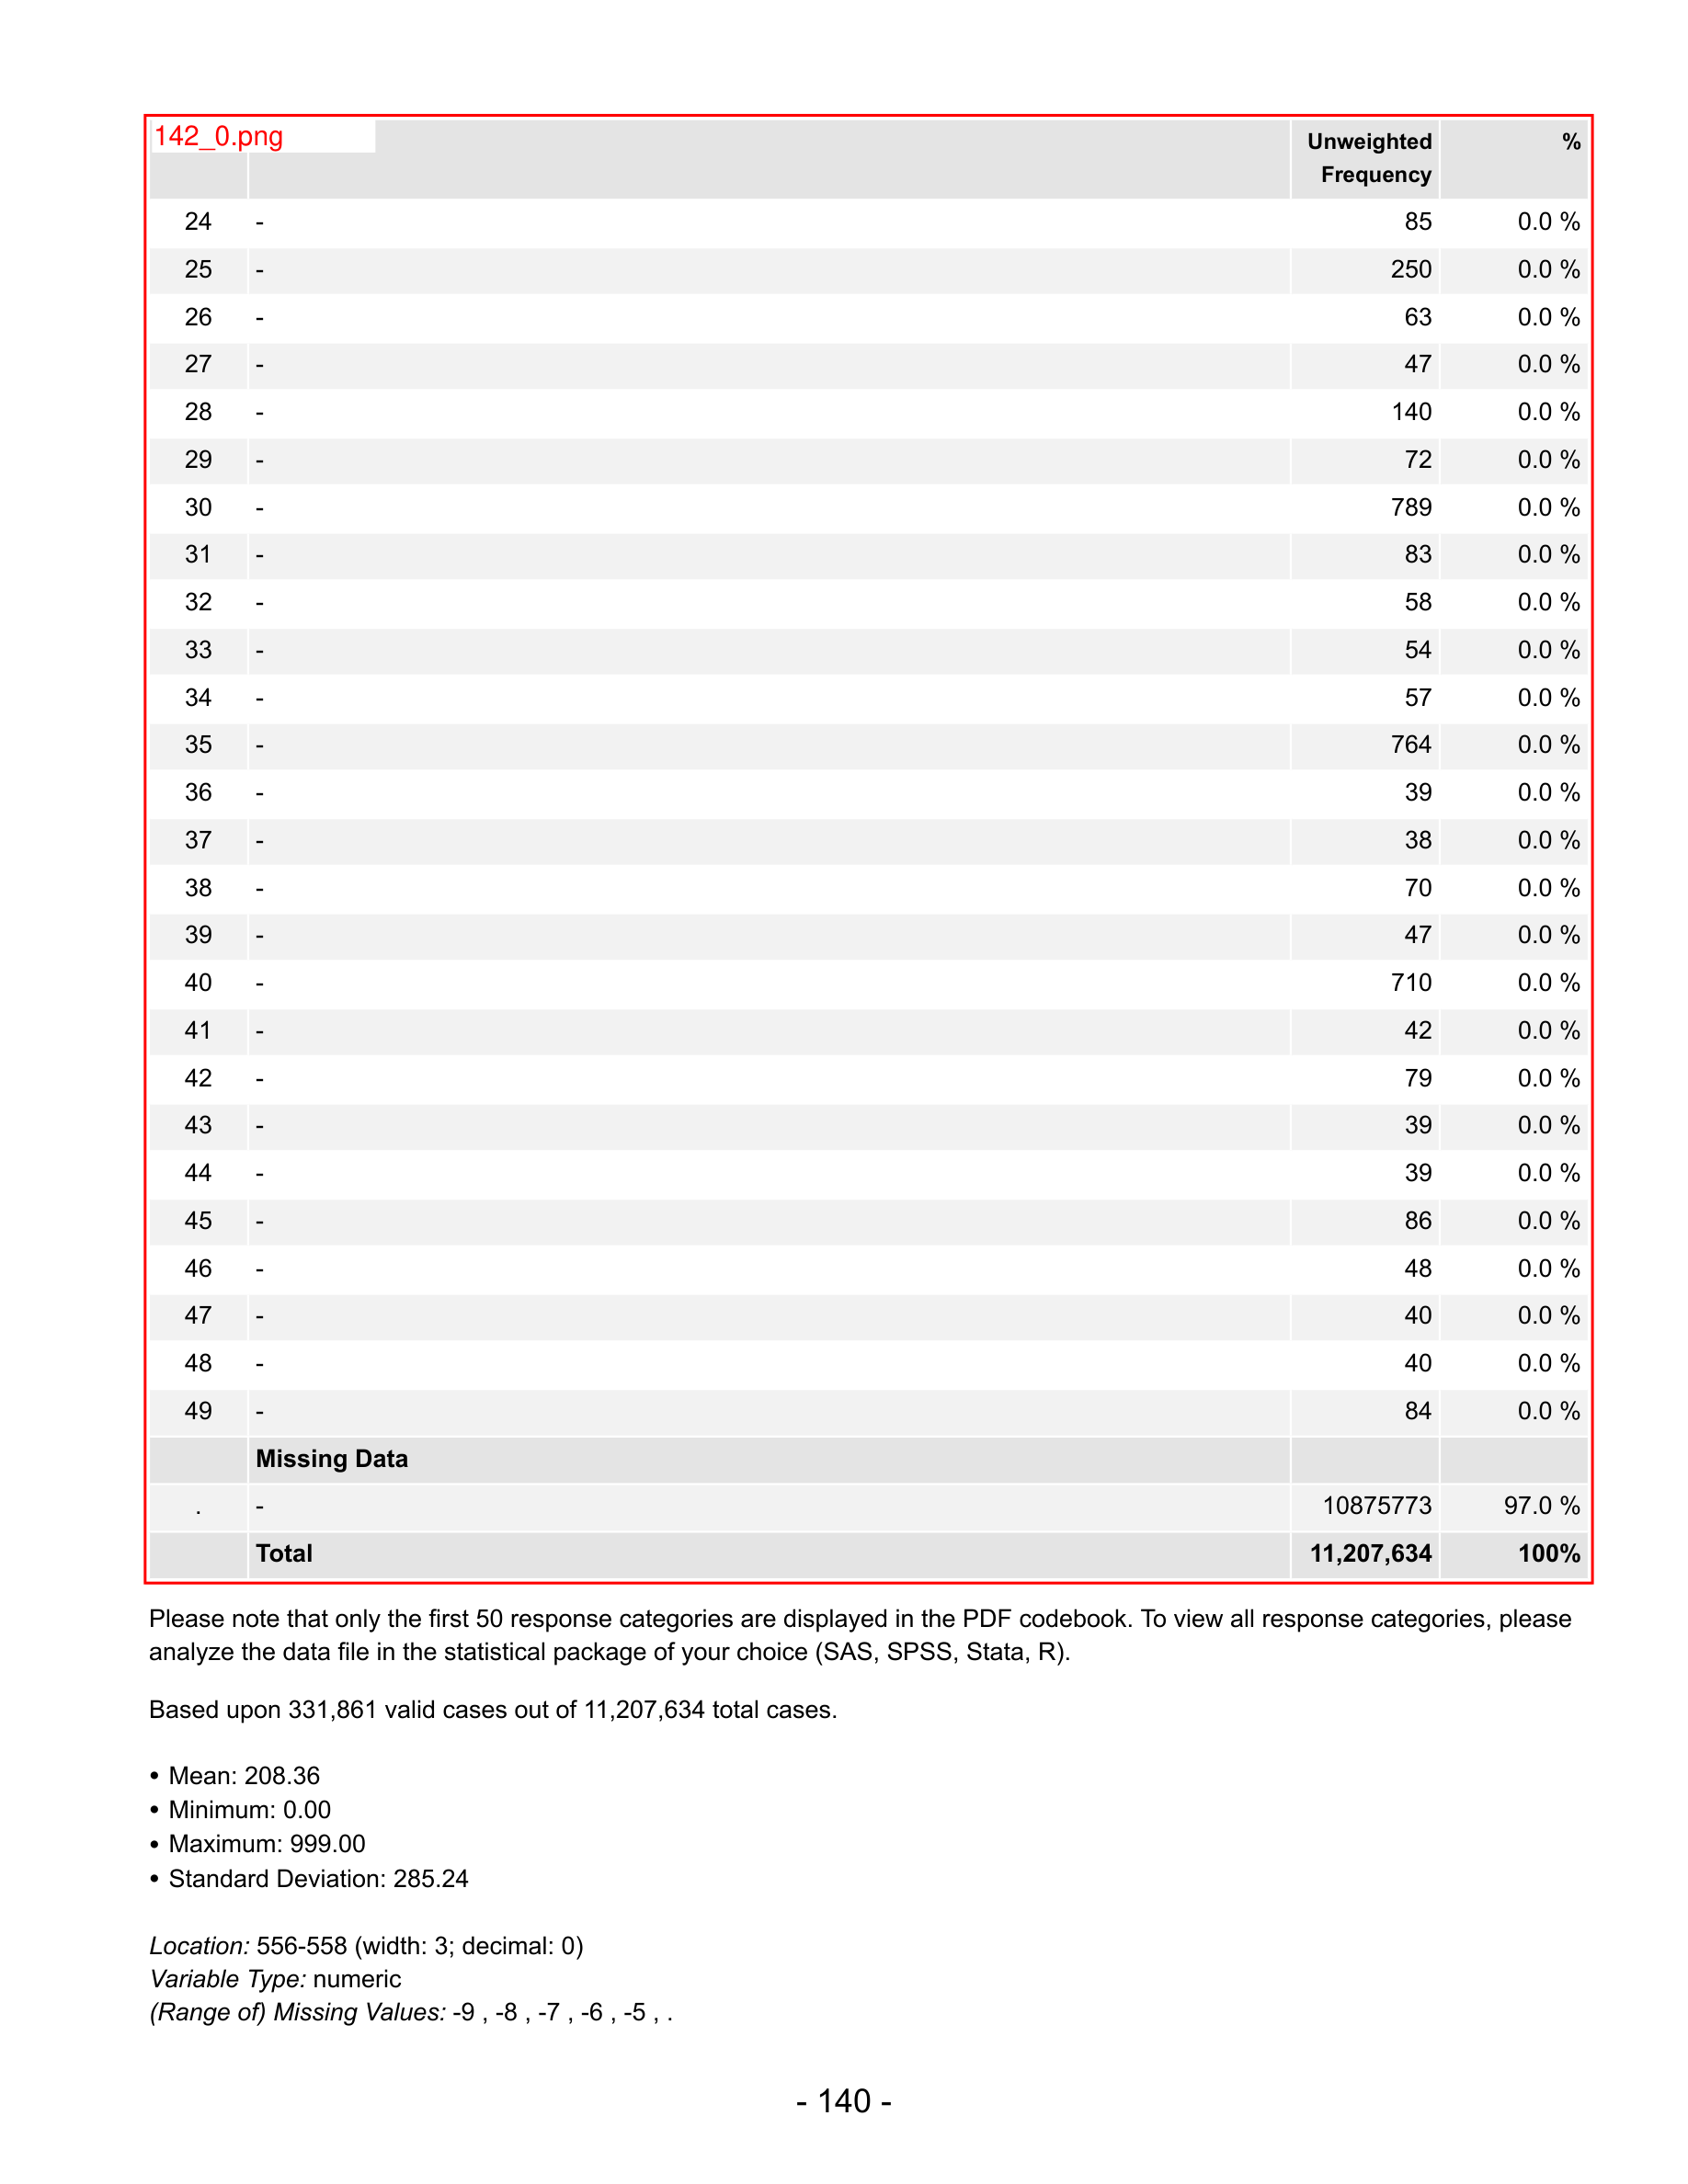 142_0.png
Unweighted Frequency %
24 - 85 0.0 %
25 - 250 0.0 %
26 - 63 0.0 %
27 - 47 0.0 %
28 - 140 0.0 %
29 - 72 0.0 %
30 - 789 0.0 %
31 - 83 0.0 %
32 - 58 0.0 %
33 - 54 0.0 %
34 - 57 0.0 %
35 - 764 0.0 %
36 - 39 0.0 %
37 - 38 0.0 %
38 - 70 0.0 %
39 - 47 0.0 %
40 - 710 0.0 %
41 - 42 0.0 %
42 - 79 0.0 %
43 - 39 0.0 %
44 - 39 0.0 %
45 - 86 0.0 %
46 - 48 0.0 %
47 - 40 0.0 %
48 - 40 0.0 %
49 - 84 0.0 %
Missing Data
. - 10875773 97.0 %
Total 11,207,634 100%
Please note that only the first 50 response categories are displayed in the PDF codebook. To view all response categories, please
analyze the data file in the statistical package of your choice (SAS, SPSS, Stata, R).
Based upon 331,861 valid cases out of 11,207,634 total cases.
• Mean: 208.36
• Minimum: 0.00
• Maximum: 999.00
• Standard Deviation: 285.24
Location: 556-558 (width: 3; decimal: 0)
Variable Type: numeric
(Range of) Missing Values: -9 , -8 , -7 , -6 , -5 , .
- 140 -